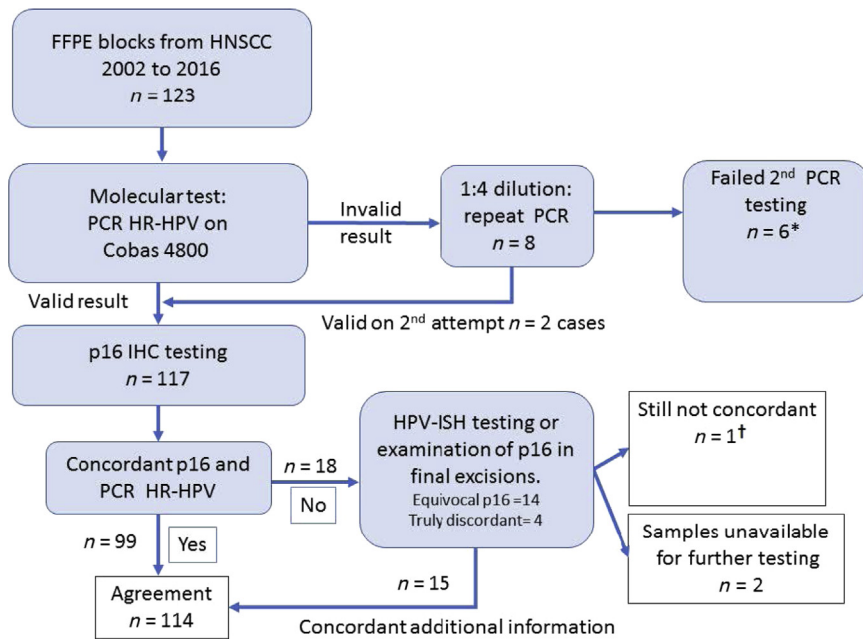 FFPE blocks from HNSCC
2002 to 2016
n = 123
Molecular test:
PCR HR-HPV on
Cobas 4800
Invalid
result
1:4 dilution:
repeat PCR
n = 8
Failed 2nd PCR
testing
n = 6*
Valid result
Valid on 2nd attempt n = 2 cases
p16 IHC testing
n = 117
Concordant p16 and
PCR HR-HPV
n = 18
No
HPV-ISH testing or
examination of p16 in
final excisions.
Equivocal p16 =14
Truly discordant= 4
Still not concordant
n = 1†
Samples unavailable
for further testing
n = 2
n = 99
Yes
n = 15
Agreement
n = 114
Concordant additional information